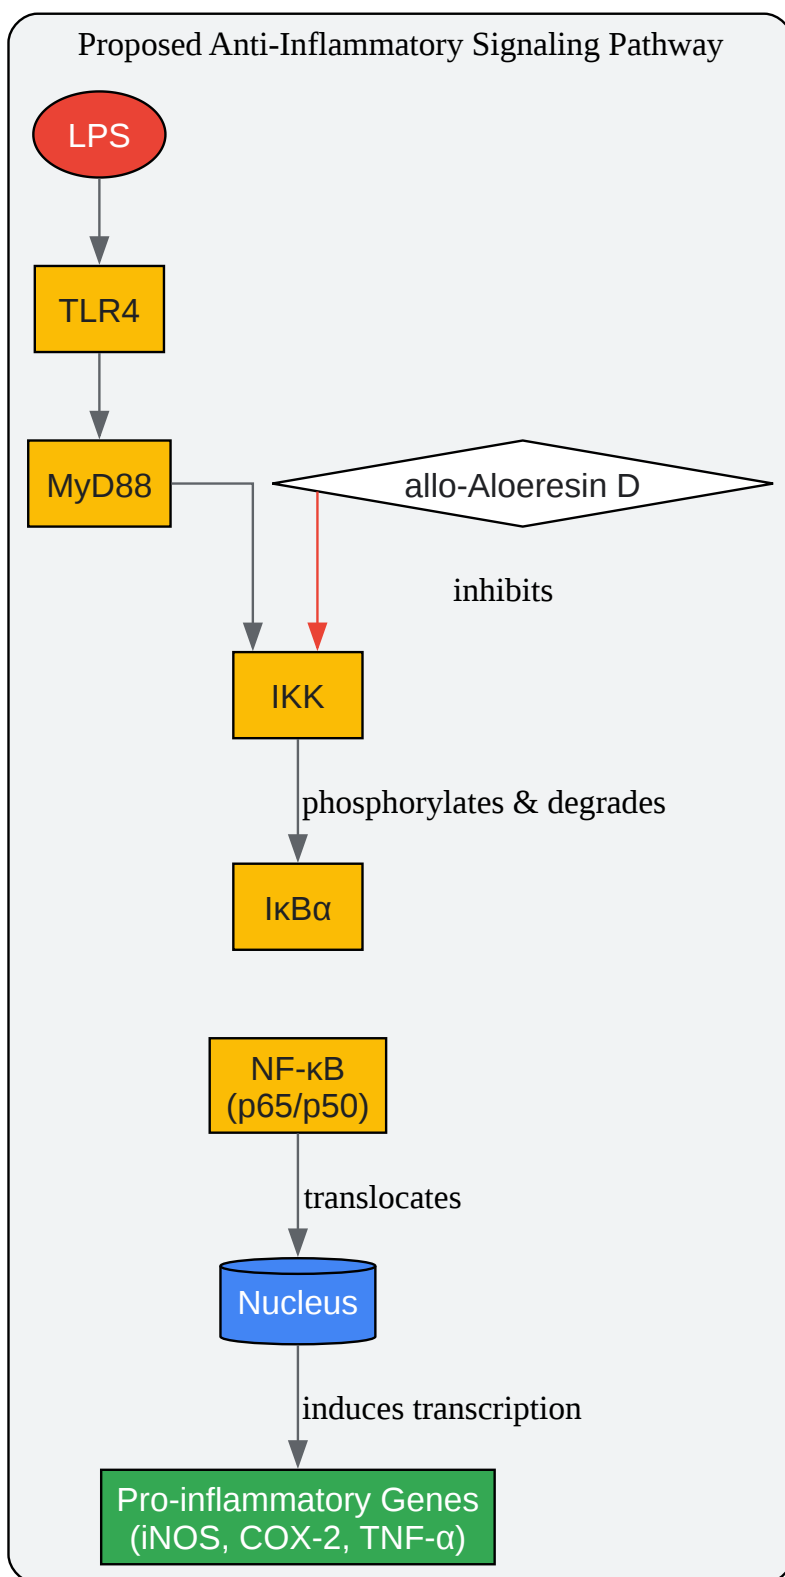 Proposed Anti-Inflammatory Signaling Pathway
LPS
TLR4
MyD88
allo-Aloeresin D
inhibits
IKK
phosphorylates & degrades
IκBα
NF-κB
(p65/p50)
translocates
Nucleus
induces transcription
Pro-inflammatory Genes
(iNOS, COX-2, TNF-α)